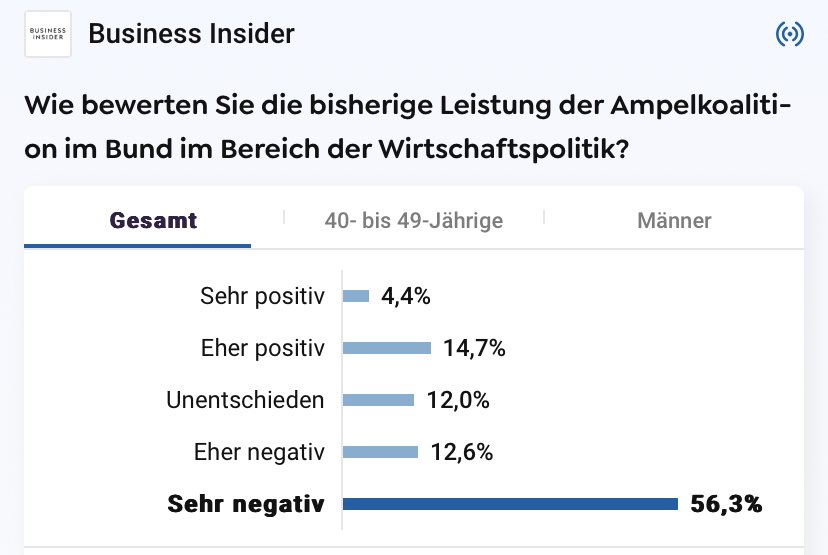 BUSINESS
INSIDER
Business Insider
Wie bewerten Sie die bisherige Leistung der Ampelkoaliti-
on im Bund im Bereich der Wirtschaftspolitik?
Gesamt 40- bis 49-Jährige Männer
Sehr positiv 4,4%
Eher positiv 14,7%
Unentschieden 12,0%
Eher negativ 12,6%
Sehr negativ 56,3%